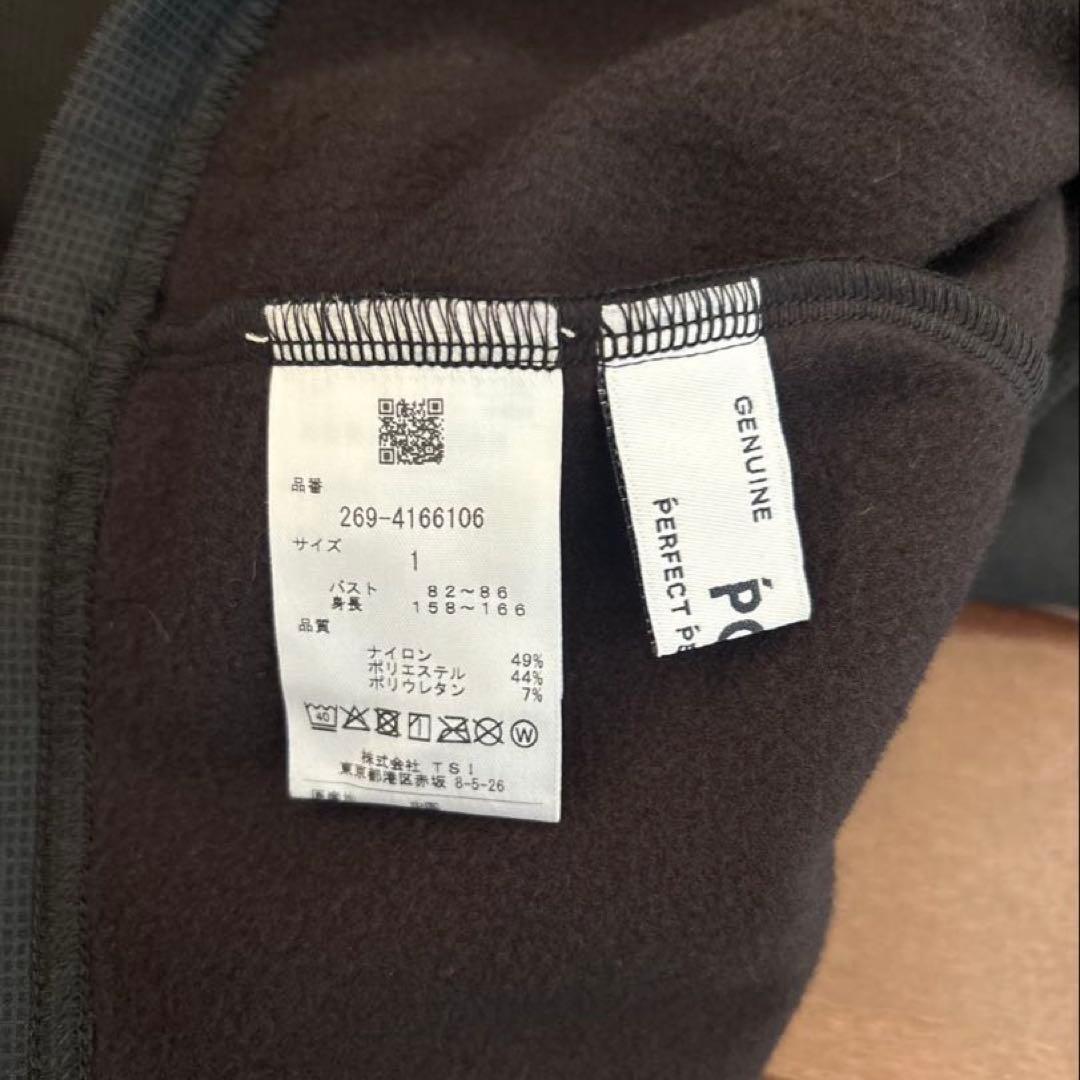 品番
269-4166106
サイズ
1
バスト 82～86
身長 158～166
品質
ナイロン 49%
ポリエステル 44%
ポリウレタン 7%
40
W
株式会社 TSI
東京都港区赤坂 8-5-26
GENUINE
PERFECT